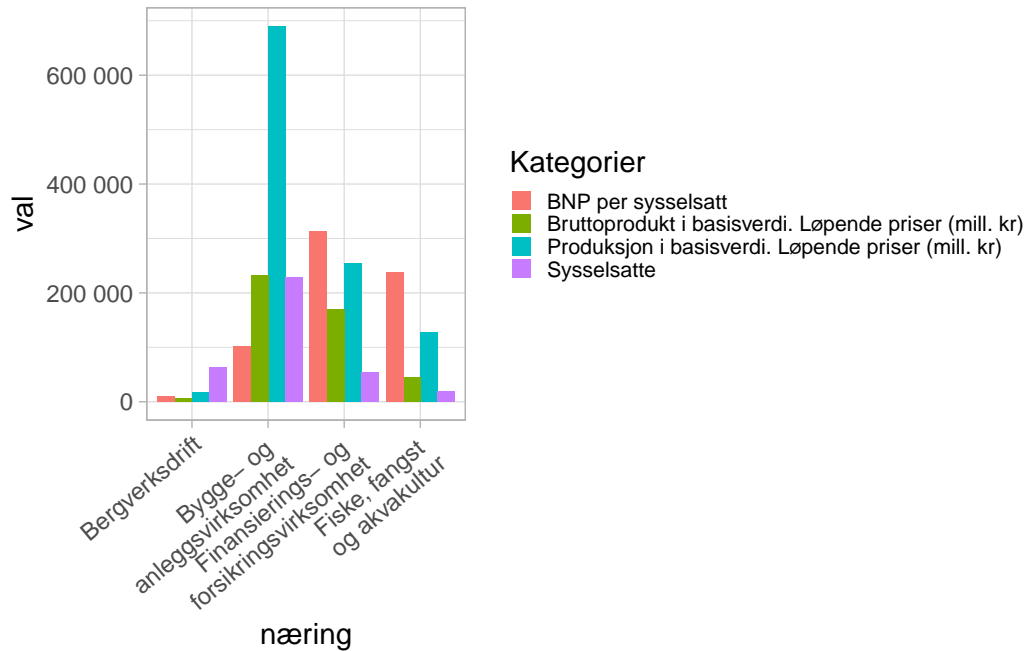 600 000
400 000
200 000
0
val
Bergverksdrift
Bygge– og
anleggsvirksomhet
Finansierings– og
forsikringsvirksomhet
Fiske, fangst
og akvakultur
næring
Kategorier
BNP per sysselsatt
Bruttoprodukt i basisverdi. Løpende priser (mill. kr)
Produksjon i basisverdi. Løpende priser (mill. kr)
Sysselsatte